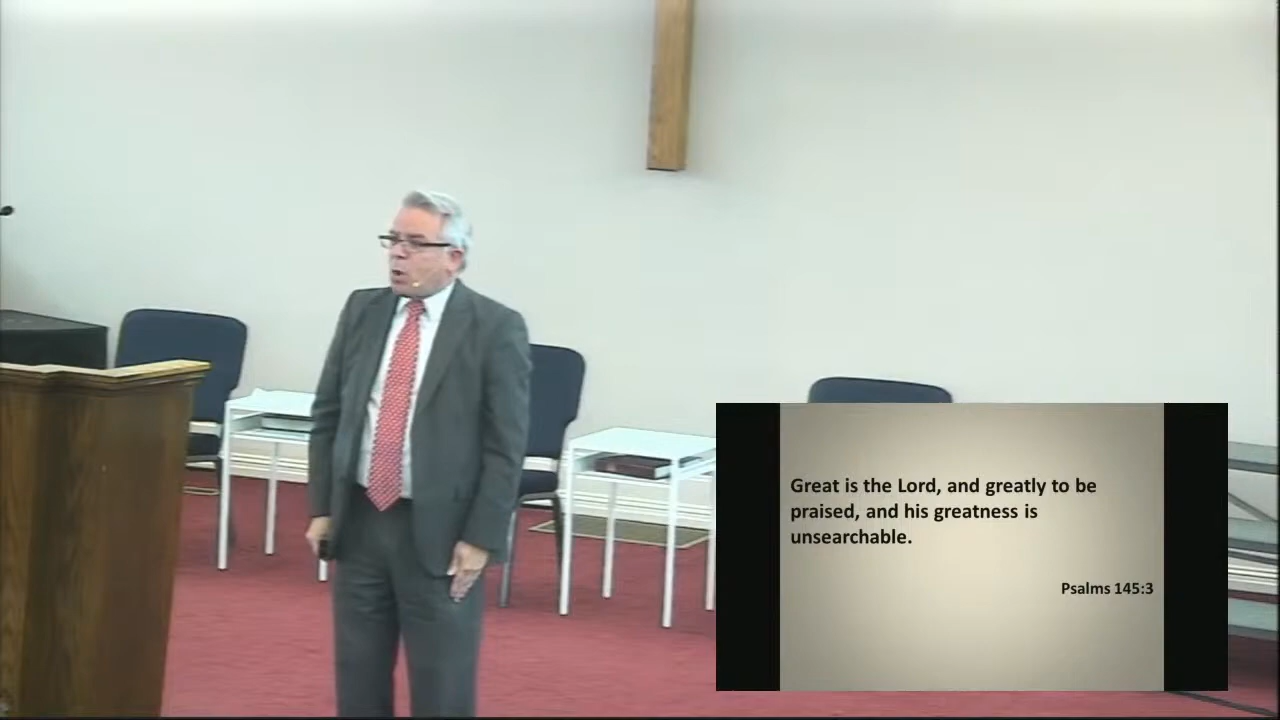 Great is the Lord, and greatly to be
praised, and his greatness is
unsearchable.
Psalms 145:3